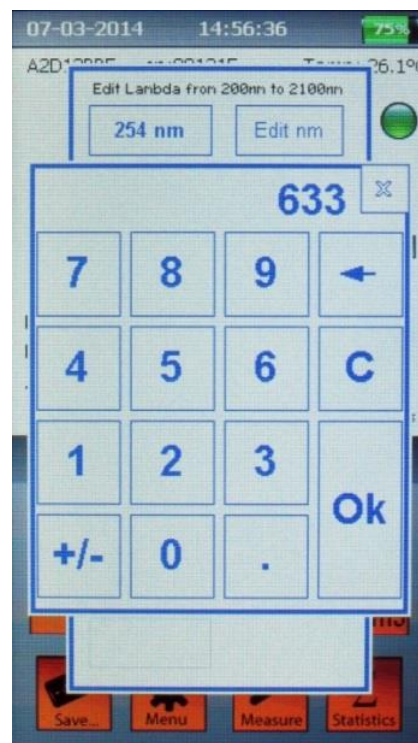 07-03-2014 14:56:36 75%
26.1°
Edit Lanbda fron 200nn to 2100nn
254 nm Edit nm
633 X
7 8 9 ←
4 5 6 C
1 2 3
Ok
+/- 0 .
Save... Menu Measure Statistics